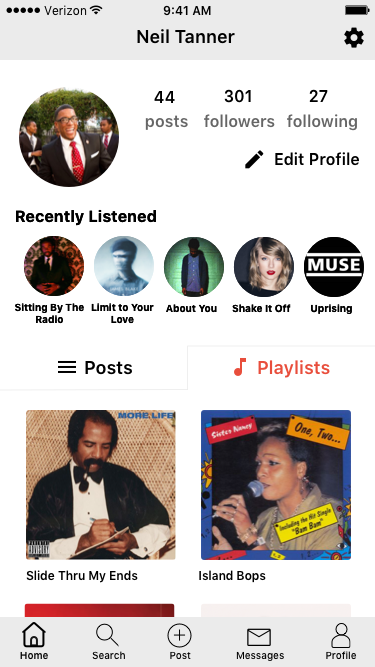 Verizon 9:41 AM
Neil Tanner
44 301 27
posts followers following
Edit Profile
Recently Listened
MUSE
Sitting By The Radio
Limit to Your Love
About You
Shake It Off
Uprising
Posts
Playlists
MORE LIFE
Sister Nancy
One, Two...
Including the Hit Single
"Bam Bam"
Slide Thru My Ends
Island Bops
Home
Search
Post
Messages
Profile